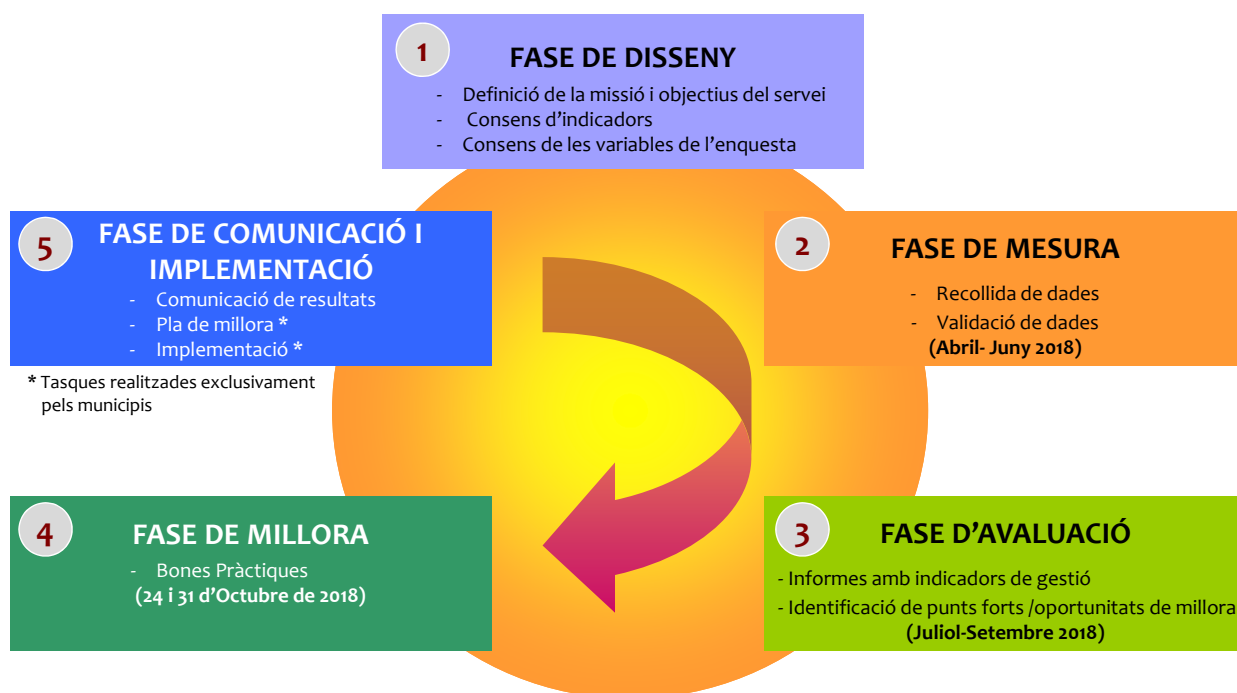 1
FASE DE DISSENY
- Definició de la missió i objectius del servei
- Consens d’indicadors
- Consens de les variables de l’enquesta
2
FASE DE MESURA
- Recollida de dades
- Validació de dades
(Abril- Juny 2018)
3
FASE D’AVALUACIÓ
- Informes amb indicadors de gestió
- Identificació de punts forts /oportunitats de millora
(Juliol-Setembre 2018)
4
FASE DE MILLORA
- Bones Pràctiques
(24 i 31 d’Octubre de 2018)
5
FASE DE COMUNICACIÓ I
IMPLEMENTACIÓ
- Comunicació de resultats
- Pla de millora *
- Implementació *
* Tasques realitzades exclusivament
pels municipis